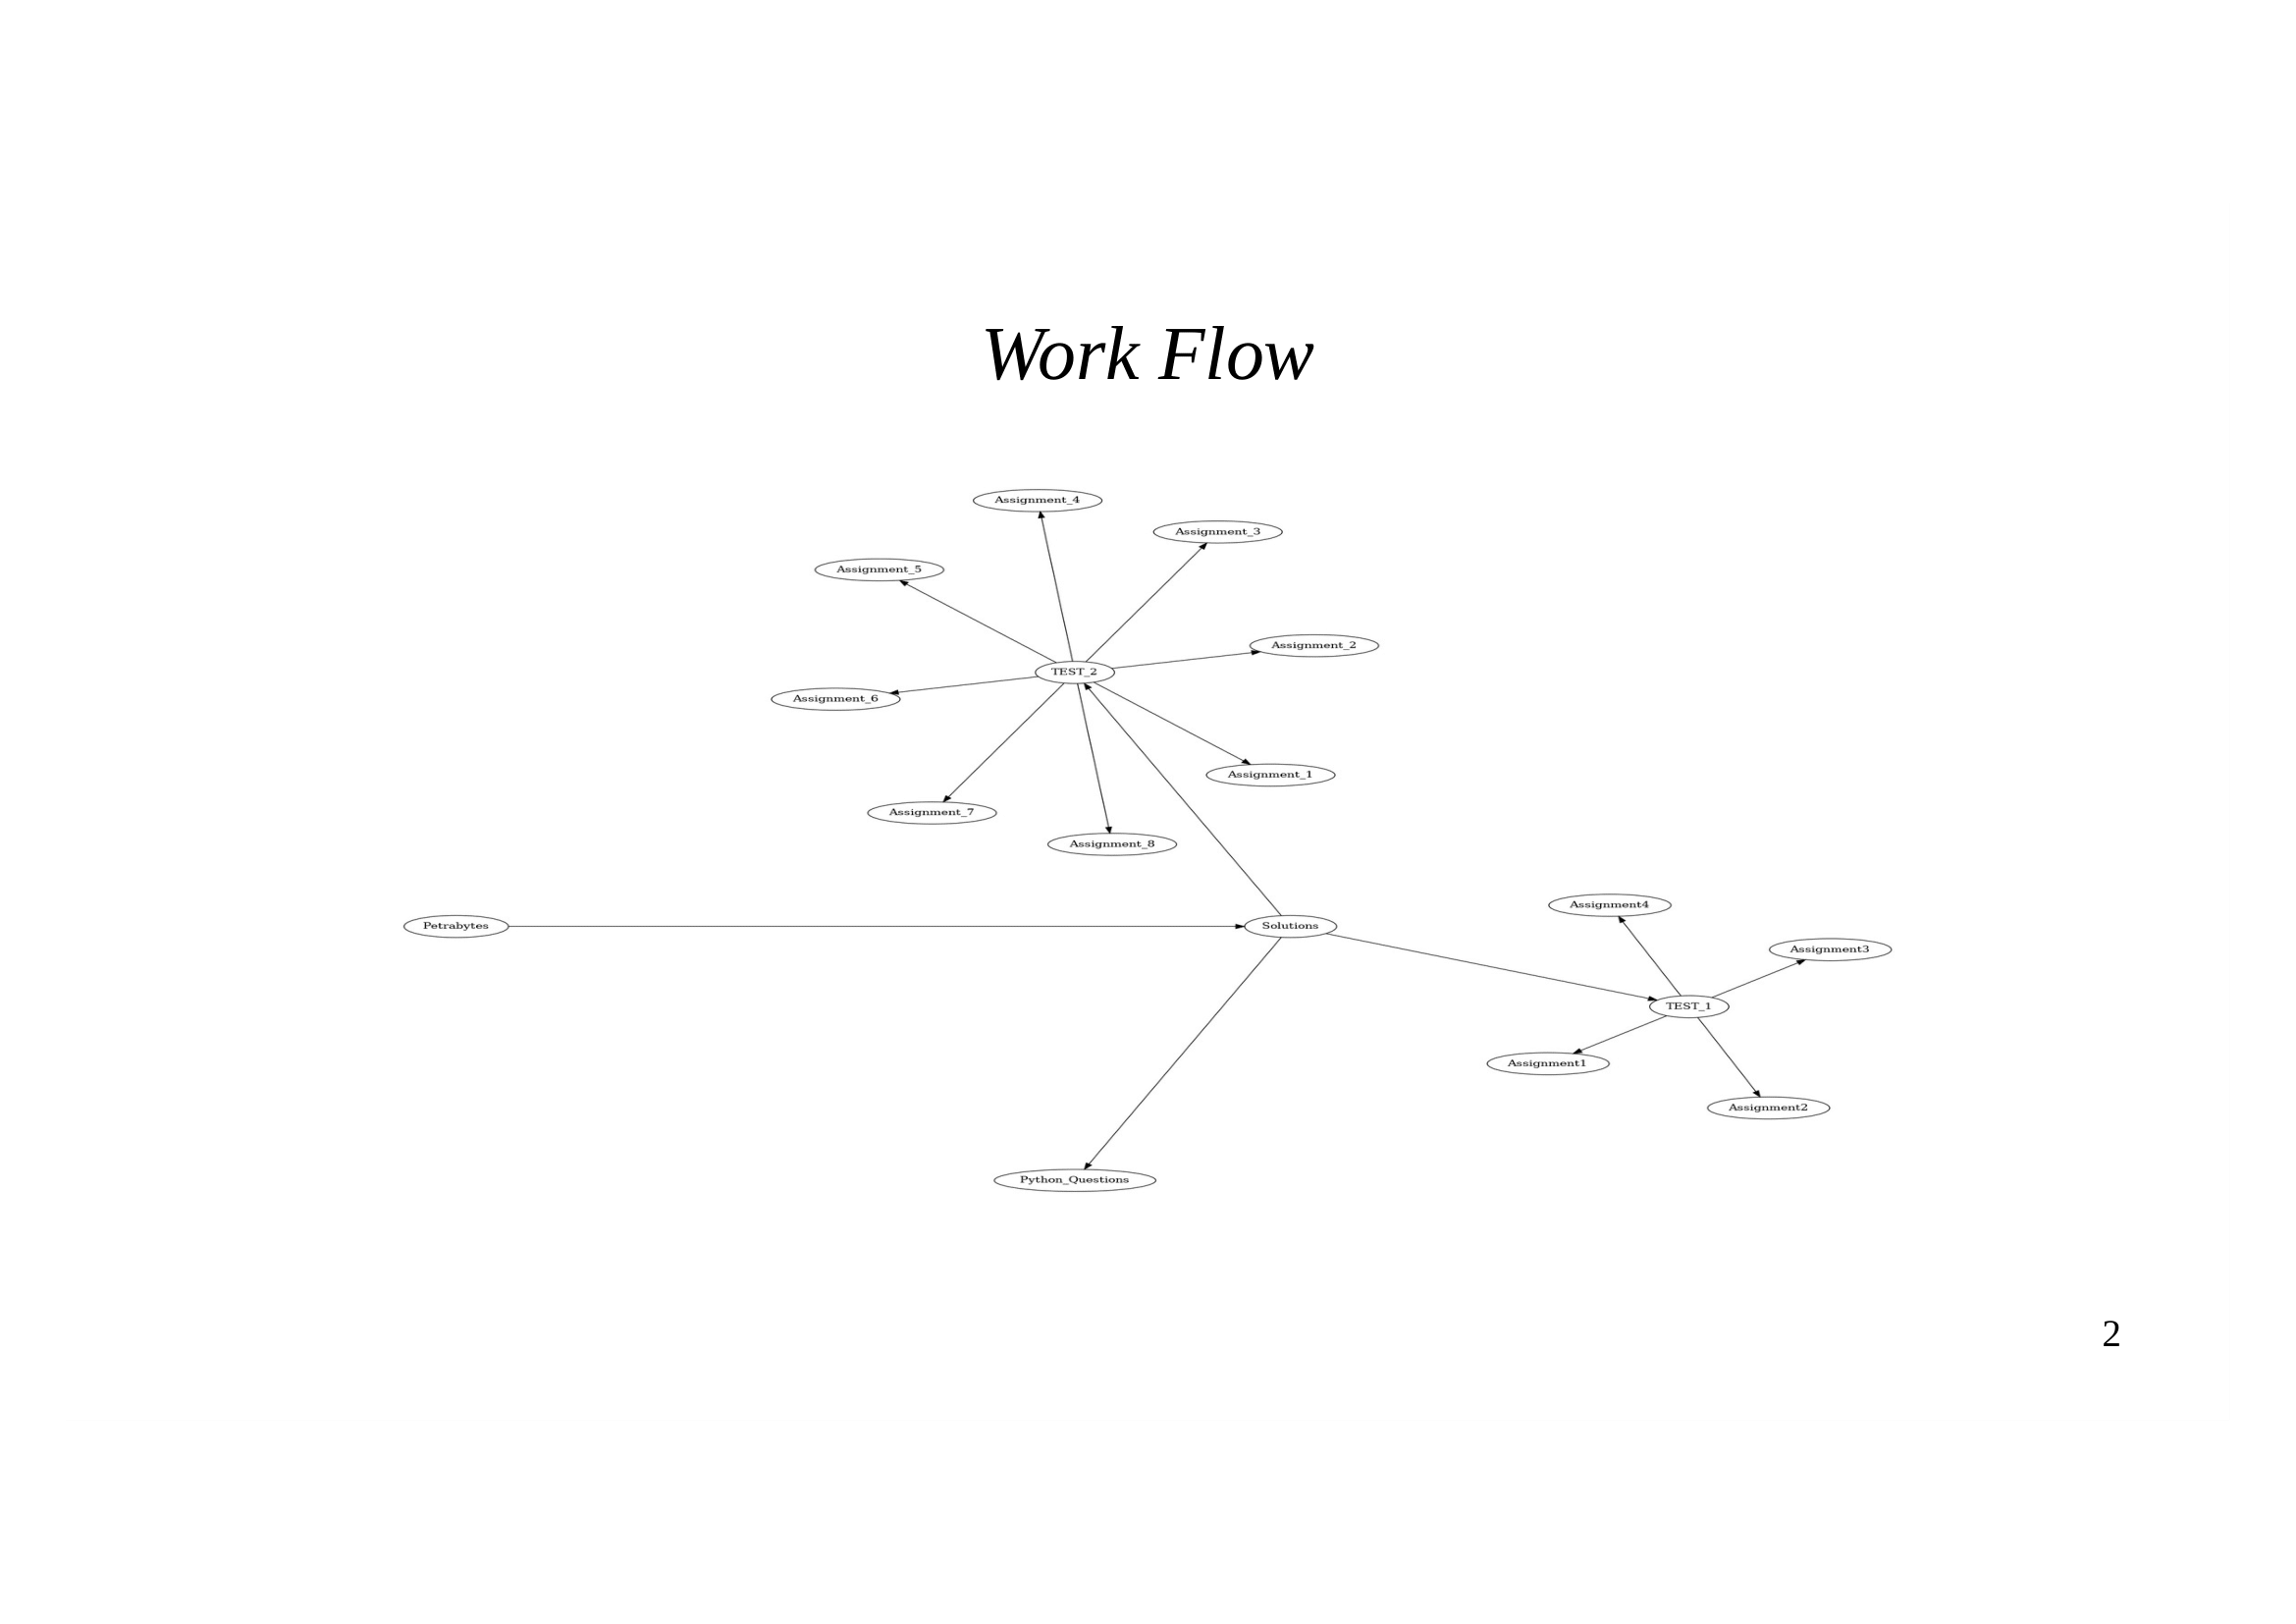 Work Flow
Assignment_4
Assignment_3
Assignment_5
Assignment_2
TEST_2
Assignment_6
Assignment_1
Assignment_7
Assignment_8
Assignment4
Petrabytes
Solutions
Assignment3
TEST_1
Assignment1
Assignment2
Python_Questions
2